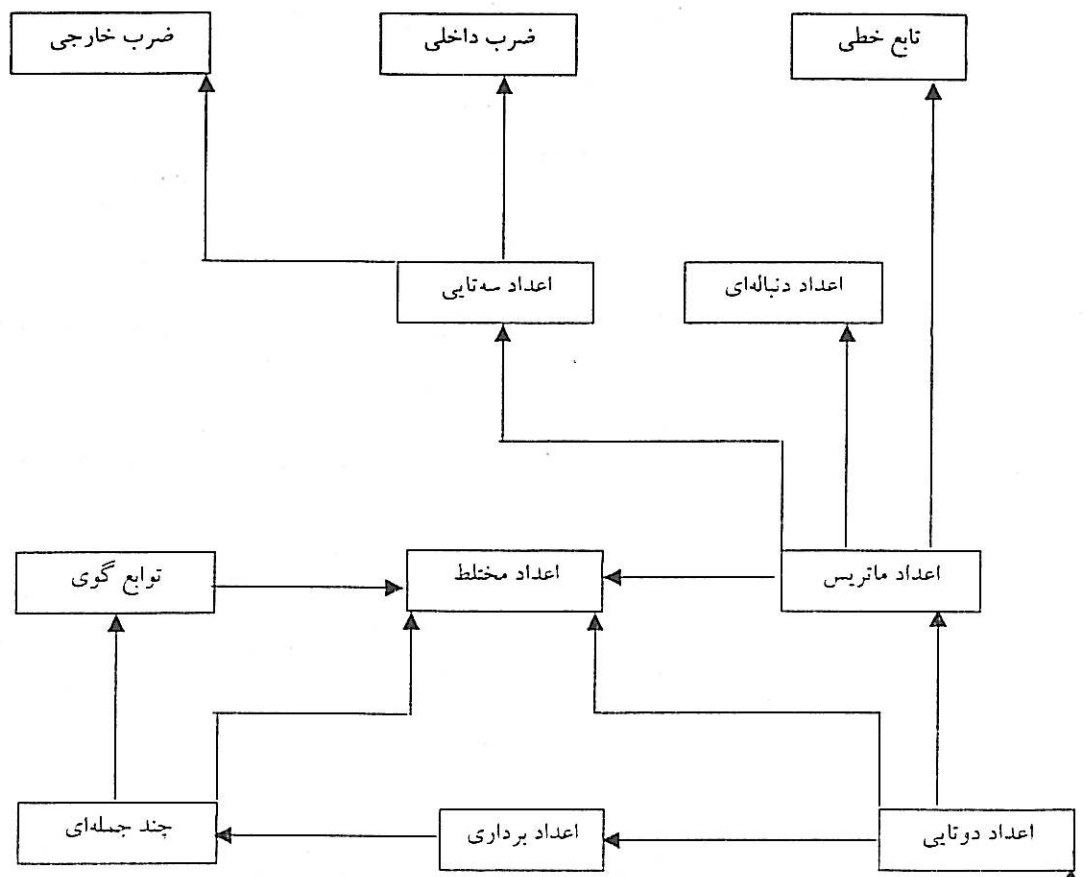 تابع خطی
ضرب داخلی
ضرب خارجی
اعداد دنباله‌ای
اعداد سه‌تایی
اعداد ماتریس
اعداد مختلط
توابع گوی
اعداد دوتایی
اعداد برداری
چند جمله‌ای